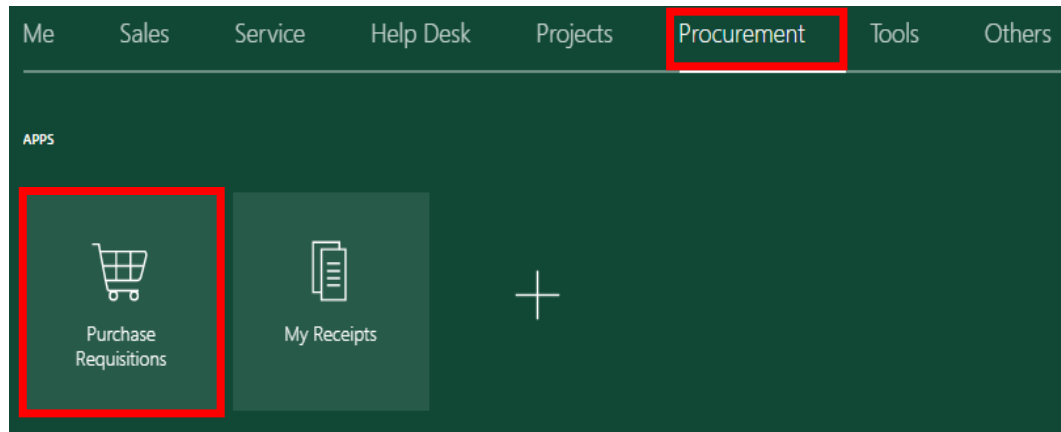 Me Sales Service Help Desk Projects Procurement Tools Others
APPS
Purchase
Requisitions
My Receipts